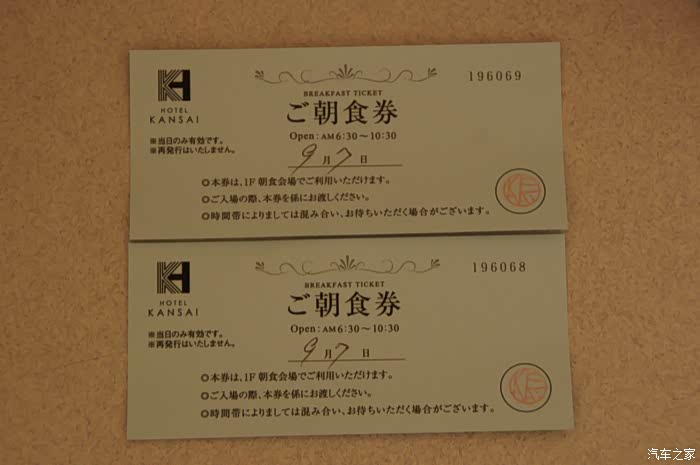 196069
BREAKFAST TICKET
HOTEL
KANSAI
ご朝食券
Open : AM 6:30～10:30
※当日のみ有効です。
※再発行はいたしません。
9月7日
◎本券は、1F 朝食会場でご利用いただけます。
◎ご入場の際、本券を係にお渡しください。
◎時間帯によりましては混み合い、お待ちいただく場合がございます。
196068
BREAKFAST TICKET
HOTEL
KANSAI
ご朝食券
Open : AM 6:30～10:30
※当日のみ有効です。
※再発行はいたしません。
9月7日
◎本券は、1F 朝食会場でご利用いただけます。
◎ご入場の際、本券を係にお渡しください。
◎時間帯によりましては混み合い、お待ちいただく場合がございます。
汽车之家